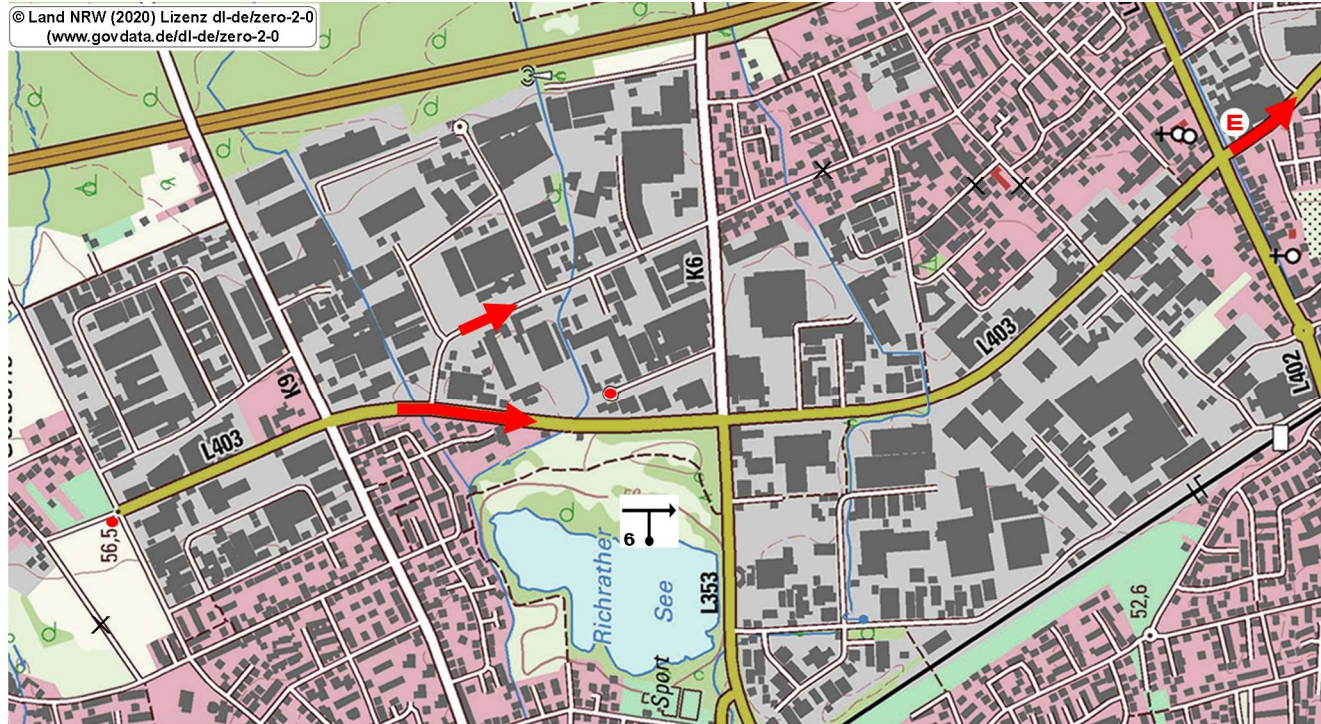 © Land NRW (2020) Lizenz dl-de/zero-2-0
(www.govdata.de/dl-de/zero-2-0
E
K6
L403
K9
L402
L403
56,5
6
Richrather
See
L353
52,6
Sport